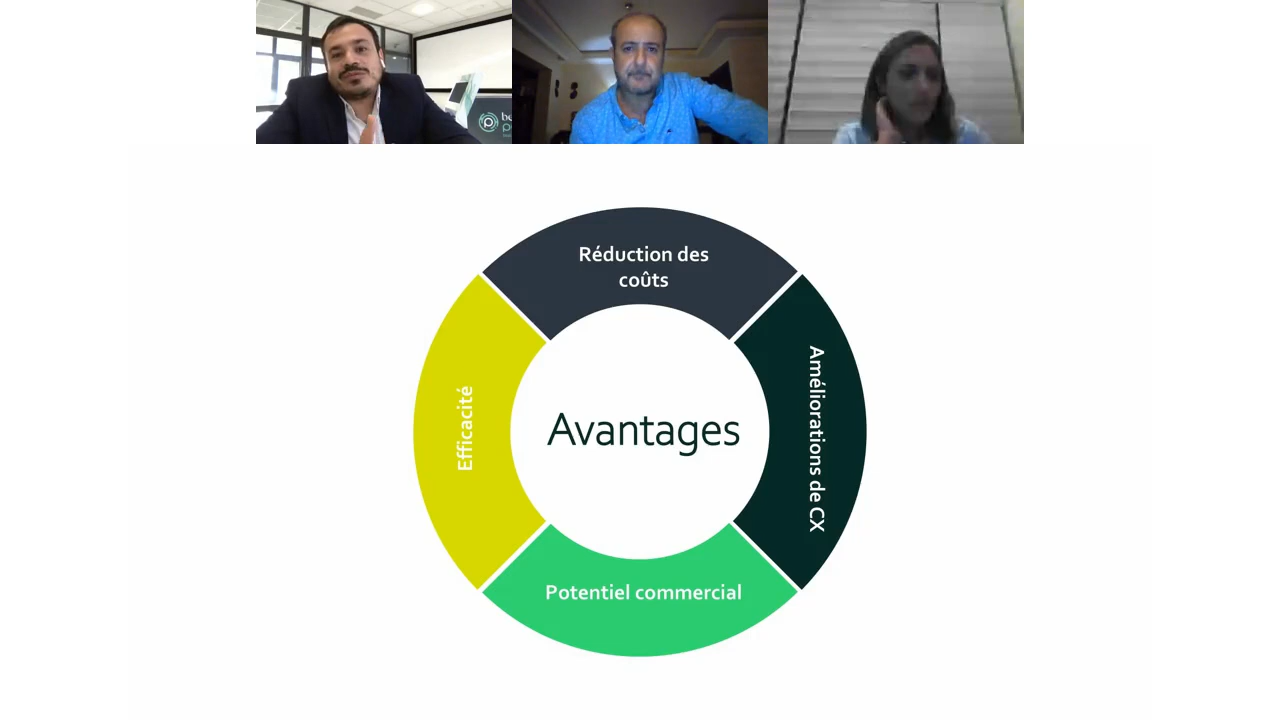 Réduction des
coûts
Améliorations de CX
Efficacité
Avantages
Potentiel commercial